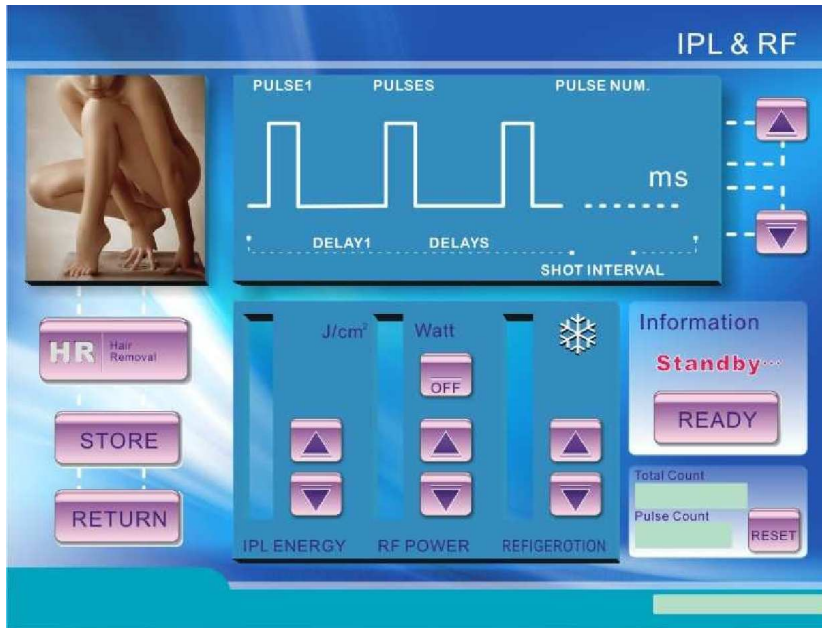 IPL & RF
PULSE1 PULSES PULSE NUM.
ms
DELAY1 DELAYS
SHOT INTERVAL
HR Hair
Removal
STORE
RETURN
J/cm² Watt
OFF
IPL ENERGY RF POWER REFIGEROTION
Information
Standby...
READY
Total Count
Pulse Count
RESET